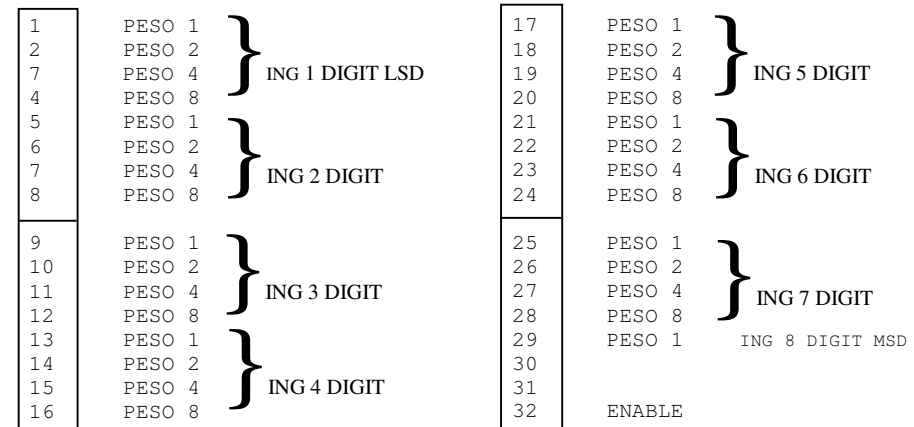 1 PESO 1
2 PESO 2
7 PESO 4 ING 1 DIGIT LSD
4 PESO 8
5 PESO 1
6 PESO 2
7 PESO 4 ING 2 DIGIT
8 PESO 8
9 PESO 1
10 PESO 2
11 PESO 4 ING 3 DIGIT
12 PESO 8
13 PESO 1
14 PESO 2
15 PESO 4 ING 4 DIGIT
16 PESO 8
17 PESO 1
18 PESO 2
19 PESO 4 ING 5 DIGIT
20 PESO 8
21 PESO 1
22 PESO 2
23 PESO 4 ING 6 DIGIT
24 PESO 8
25 PESO 1
26 PESO 2
27 PESO 4 ING 7 DIGIT
28 PESO 8
29 PESO 1 ING 8 DIGIT MSD
30
31
32 ENABLE